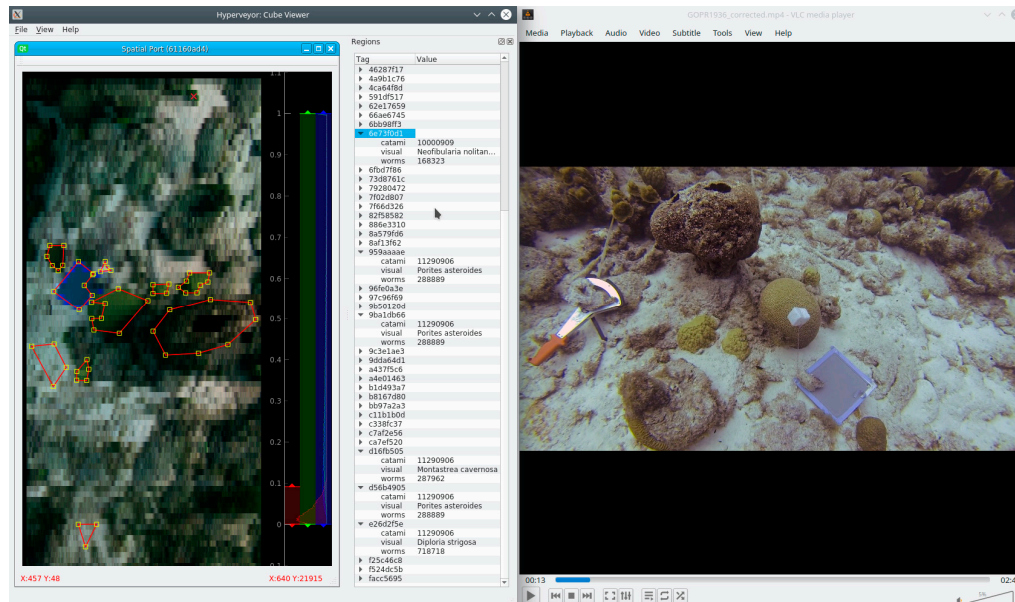 Hyperveyor: Cube Viewer
File View Help
Spatial Port (61160ad4)
1.1
1
0.9
0.8
0.7
0.6
0.5
0.4
0.3
0.2
0.1
0
-0.1
X:457 Y:48 X:640 Y:21915
Regions
Tag Value
46287f17
4a9b1c76
4ca64f8d
591df517
62e17659
66ae6745
6bb98ff3
6e73f0d1
catami 10000909
visual Neofibularia nolitan...
worms 168323
6fbd7f86
73d8761c
79280472
7f02d807
7f66d326
82f58582
886e3310
8a579fd6
8af13f62
959aaaae
catami 11290906
visual Porites asteroides
worms 288889
96fe0a3e
97c96f69
9b50120d
9ba1db66
catami 11290906
visual Porites asteroides
worms 288889
9c3e1ae3
9dda64d1
a437f5c6
a4e01463
b1d493a7
b8167d80
bb97a2a3
c11b1b0d
c338fc37
c7af2e56
ca7ef520
d16fb505
catami 11290906
visual Montastrea cavernosa
worms 287962
d56b4905
catami 11290906
visual Porites asteroides
worms 288889
e26d2f5e
catami 11290906
visual Diploria strigosa
worms 718718
f25c46c8
f524dc5b
facc5695
GOPR1936_corrected.mp4 - VLC media player
Media Playback Audio Video Subtitle Tools View Help
00:13 02:4
5%